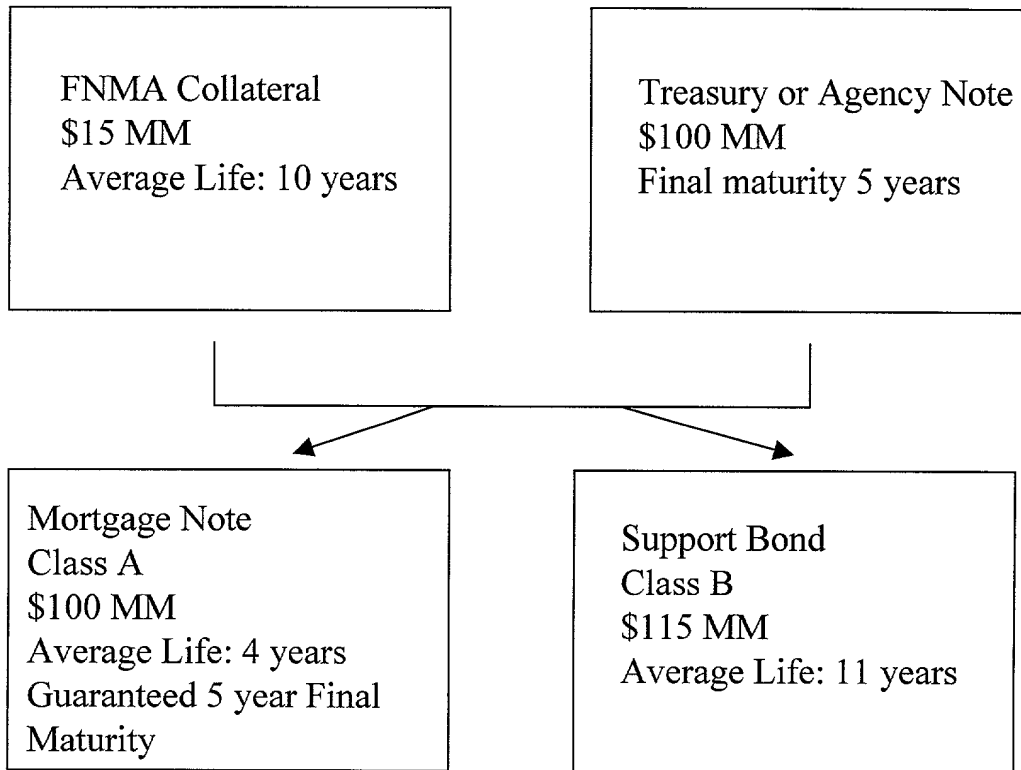 FNMA Collateral
$15 MM
Average Life: 10 years
Treasury or Agency Note
$100 MM
Final maturity 5 years
Mortgage Note
Class A
$100 MM
Average Life: 4 years
Guaranteed 5 year Final
Maturity
Support Bond
Class B
$115 MM
Average Life: 11 years